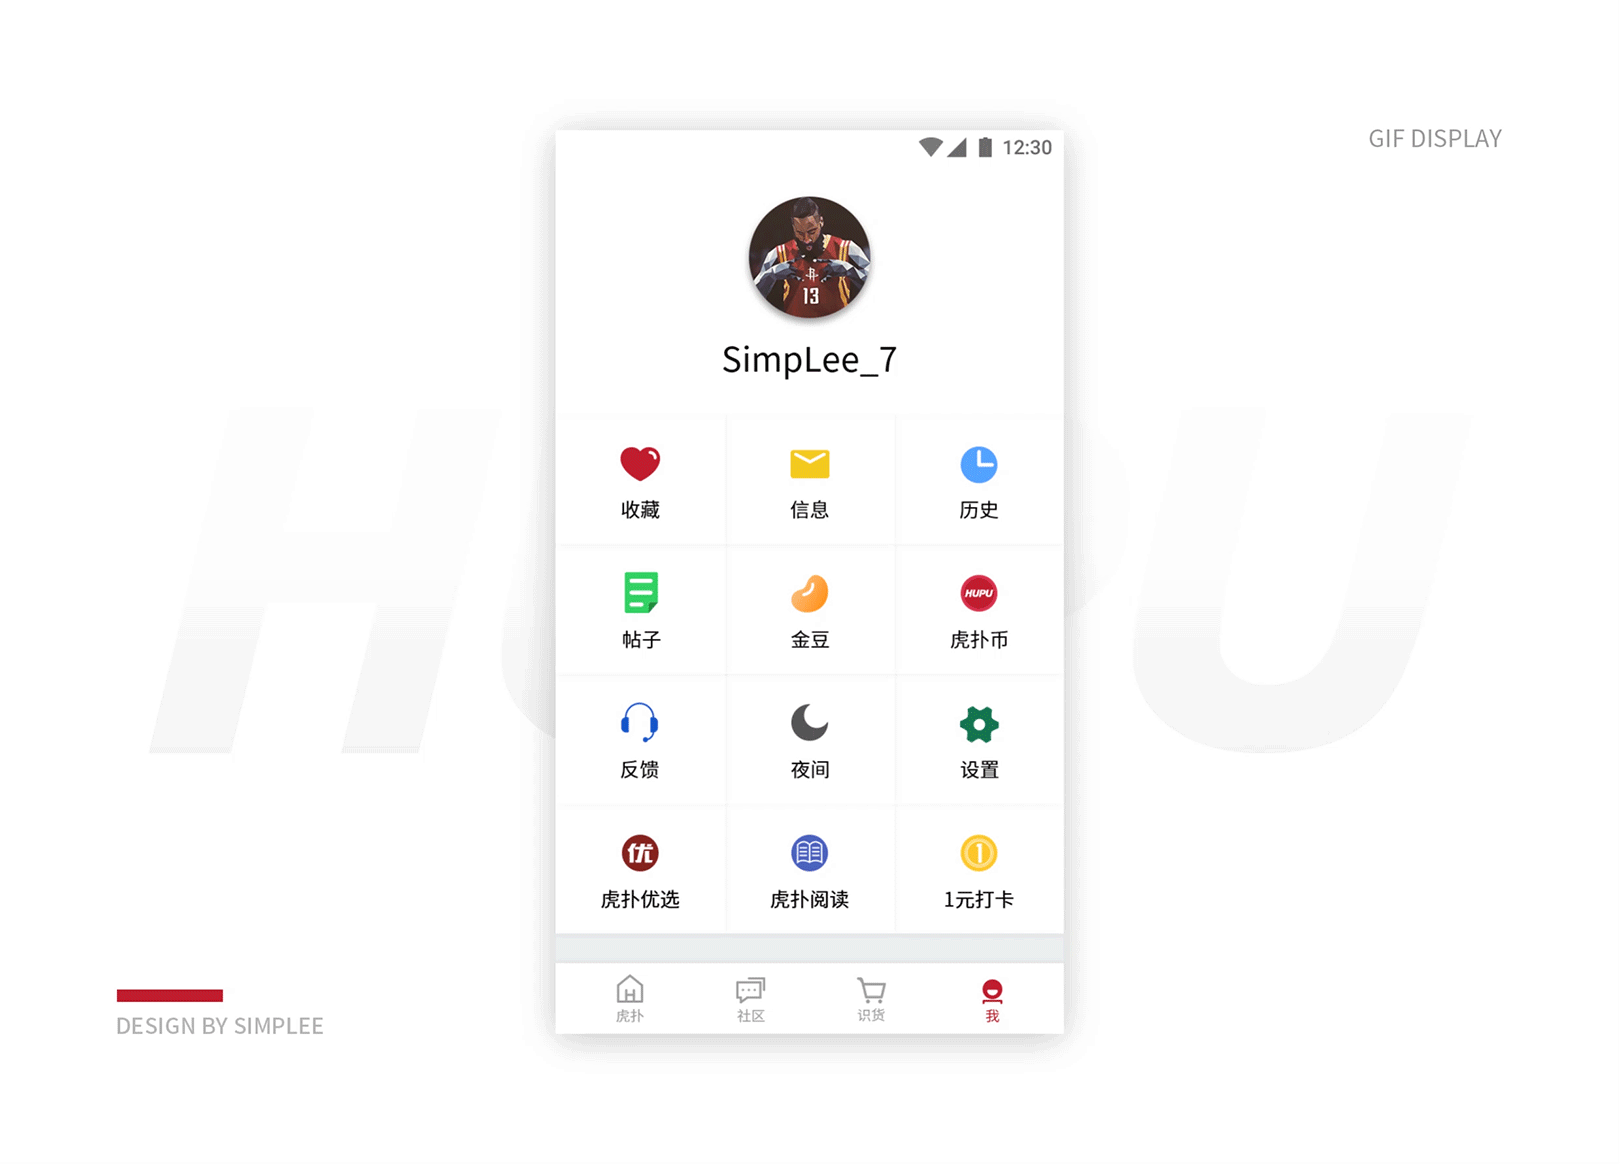 12:30
GIF DISPLAY
13
SimpLee_7
HUPU
收藏
信息
历史
HUPU
帖子
金豆
虎扑币
反馈
夜间
设置
优
1
虎扑优选
虎扑阅读
1元打卡
H
虎扑
社区
识货
我
DESIGN BY SIMPLEE